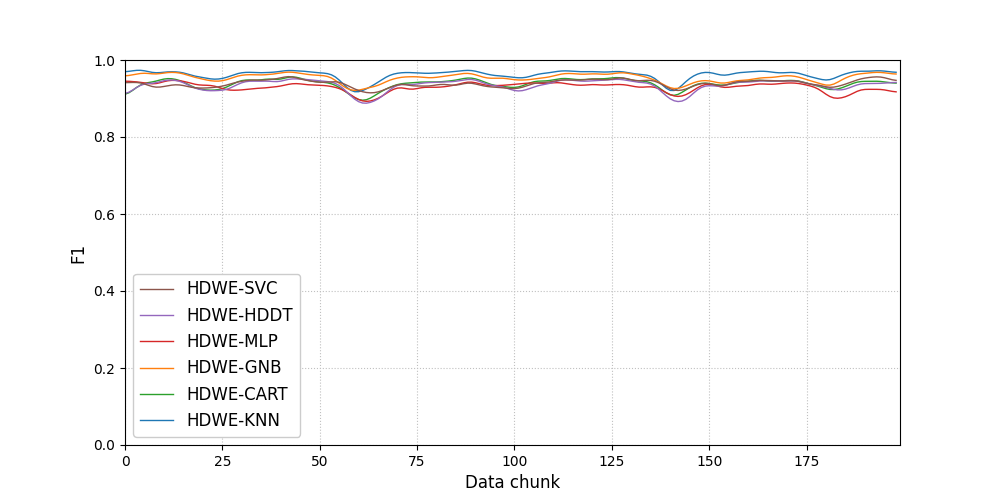 1.0
0.8
0.6
0.4
0.2
0.0
F1
HDWE-SVC
HDWE-HDDT
HDWE-MLP
HDWE-GNB
HDWE-CART
HDWE-KNN
0 25 50 75 100 125 150 175
Data chunk